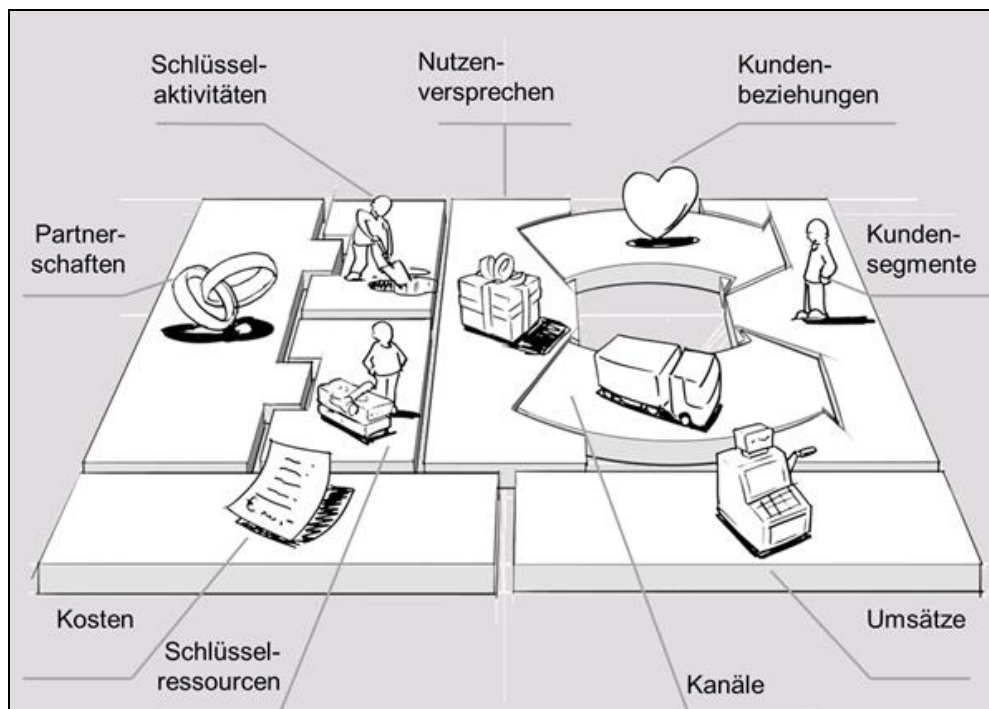 Schlüssel-
aktivitäten
Nutzen-
versprechen
Kunden-
beziehungen
Partner-
schaften
Kunden-
segmente
Kosten
Schlüssel-
ressourcen
Kanäle
Umsätze